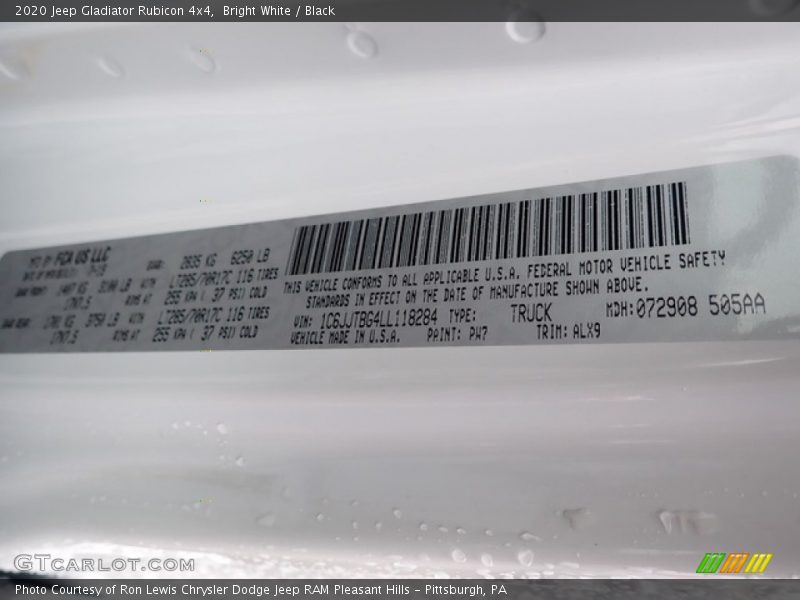 2020 Jeep Gladiator Rubicon 4x4, Bright White / Black
MFD BY FCA US LLC
2835 KG 6250 LB
LT285/70R17C 116 TIRES
255 KPA ( 37 PSI) COLD
3750 LB
LT285/70R17C 116 TIRES
255 KPA ( 37 PSI) COLD
THIS VEHICLE CONFORMS TO ALL APPLICABLE U.S.A. FEDERAL MOTOR VEHICLE SAFETY
STANDARDS IN EFFECT ON THE DATE OF MANUFACTURE SHOWN ABOVE.
VIN: 1C6JJTBG4LL118284 TYPE: TRUCK MDH:072908 505AA
VEHICLE MADE IN U.S.A. PAINT: PW7 TRIM: ALX9
GTCARLOT.COM
Photo Courtesy of Ron Lewis Chrysler Dodge Jeep RAM Pleasant Hills - Pittsburgh, PA